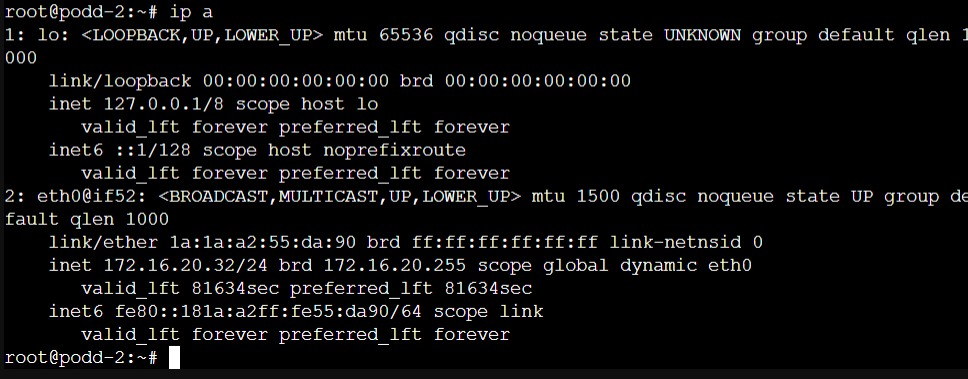 root@podd-2:~# ip a
1: lo: <LOOPBACK,UP,LOWER_UP> mtu 65536 qdisc noqueue state UNKNOWN group default qlen 1
000
    link/loopback 00:00:00:00:00:00 brd 00:00:00:00:00:00
    inet 127.0.0.1/8 scope host lo
       valid_lft forever preferred_lft forever
    inet6 ::1/128 scope host noprefixroute
       valid_lft forever preferred_lft forever
2: eth0@if52: <BROADCAST,MULTICAST,UP,LOWER_UP> mtu 1500 qdisc noqueue state UP group de
fault qlen 1000
    link/ether 1a:1a:a2:55:da:90 brd ff:ff:ff:ff:ff:ff link-netnsid 0
    inet 172.16.20.32/24 brd 172.16.20.255 scope global dynamic eth0
       valid_lft 81634sec preferred_lft 81634sec
    inet6 fe80::181a:a2ff:fe55:da90/64 scope link
       valid_lft forever preferred_lft forever
root@podd-2:~#